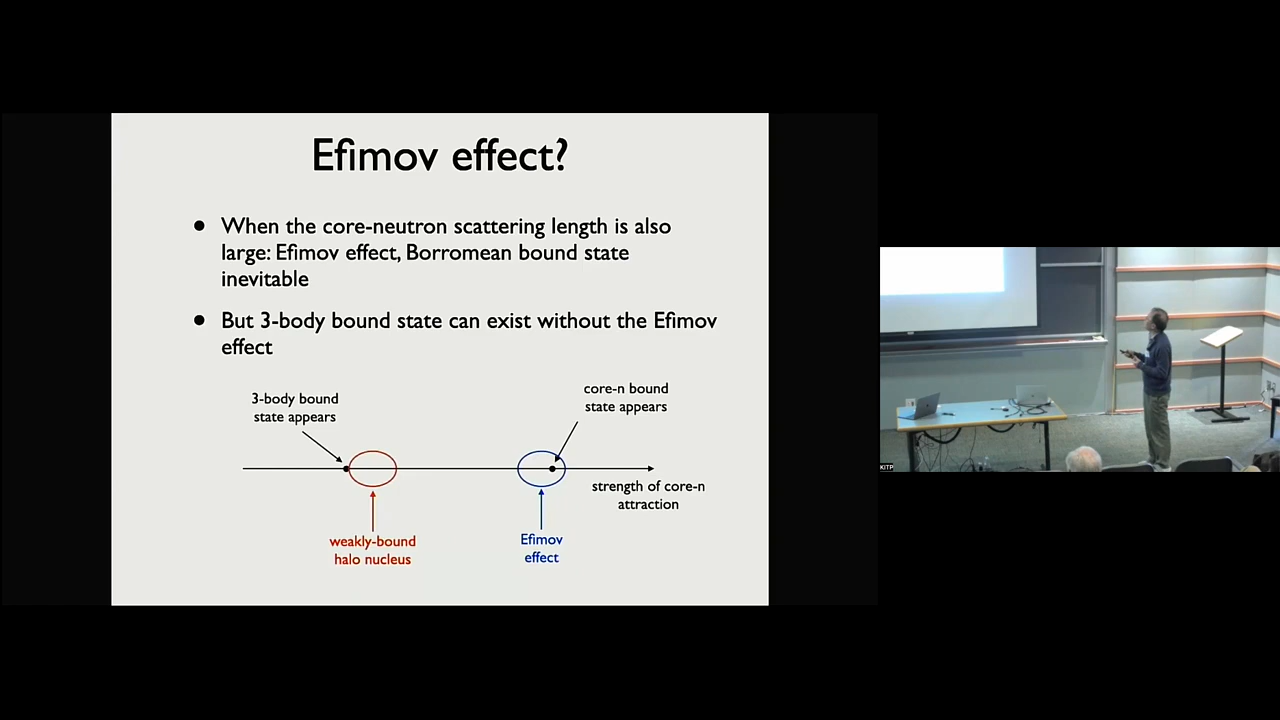 Efimov effect?
• When the core-neutron scattering length is also
large: Efimov effect, Borromean bound state
inevitable
• But 3-body bound state can exist without the Efimov
effect
3-body bound
state appears
core-n bound
state appears
strength of core-n
attraction
weakly-bound
halo nucleus
Efimov
effect
KITP